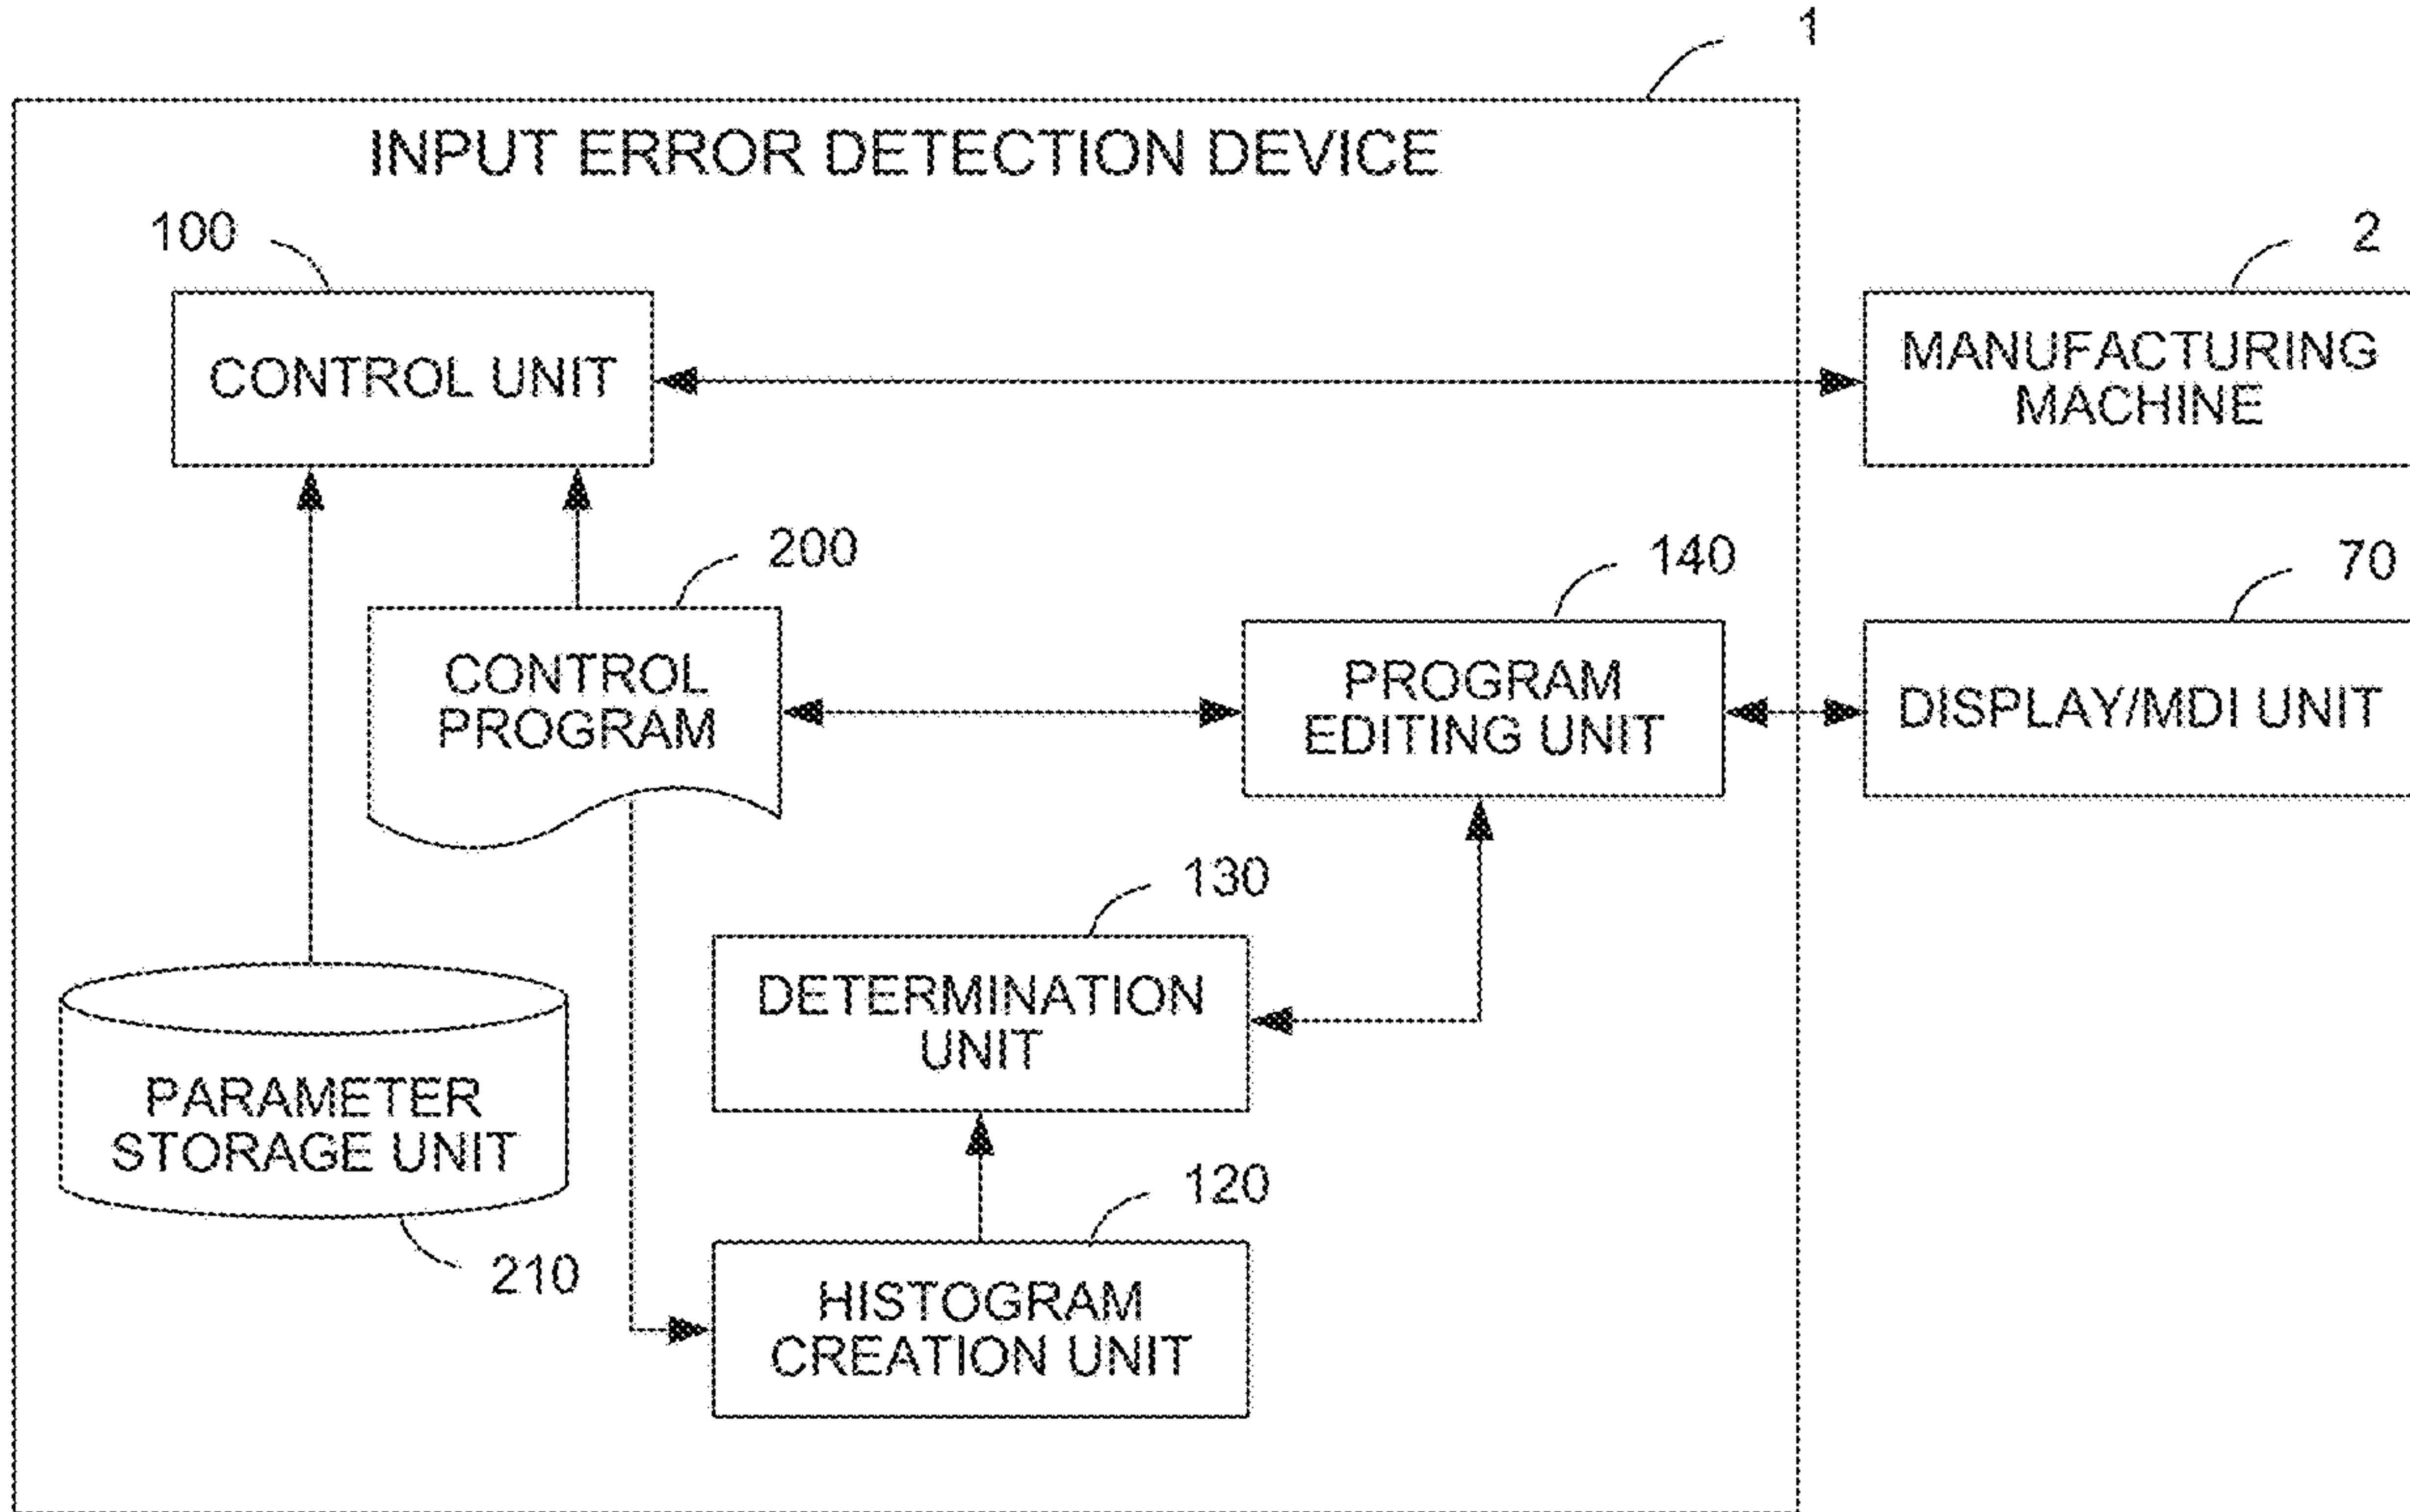 1
INPUT ERROR DETECTION DEVICE
100
2
CONTROL UNIT
MANUFACTURING
MACHINE
200
140
70
CONTROL
PROGRAM
PROGRAM
EDITING UNIT
DISPLAY/MDI UNIT
130
DETERMINATION
UNIT
PARAMETER
STORAGE UNIT
210
120
HISTOGRAM
CREATION UNIT